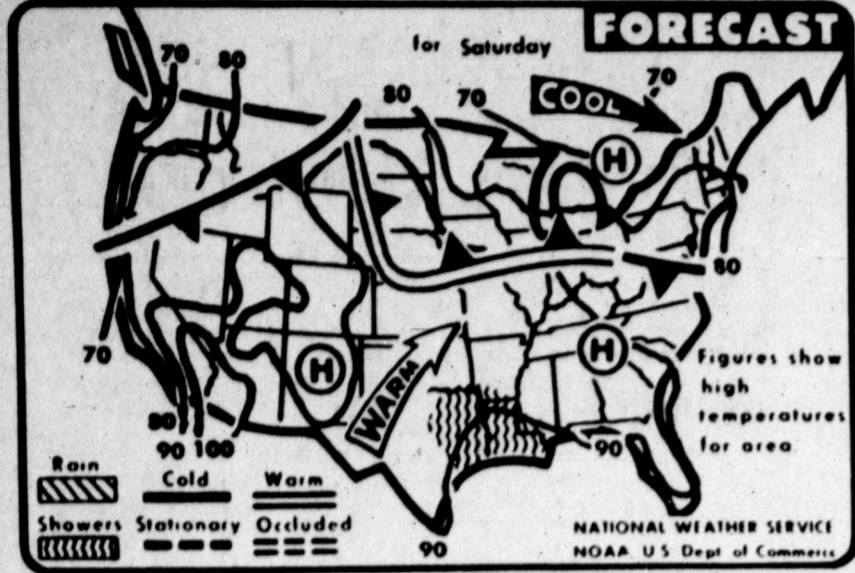 FORECAST
for Saturday
70
80
80
70
COOL
70
H
80
H
H
WARM
70
80
90 100
90
90
Figures show
high
temperatures
for area
Rain
Cold
Warm
Showers
Stationary
Occluded
NATIONAL WEATHER SERVICE
NOAA U S Dept of Commerce